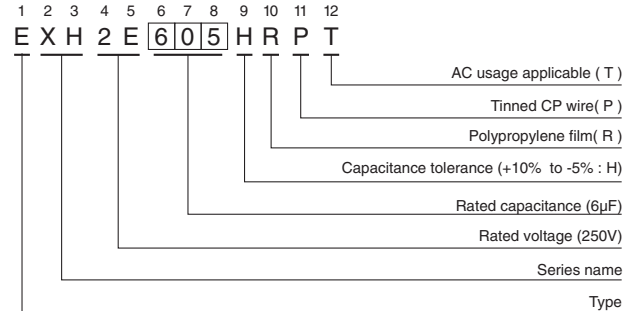 1 2 3 4 5 6 7 8 9 10 11 12
E X H 2 E 6 0 5 H R P T
AC usage applicable ( T )
Tinned CP wire( P )
Polypropylene film( R )
Capacitance tolerance (+10% to -5% : H)
Rated capacitance (6µF)
Rated voltage (250V)
Series name
Type